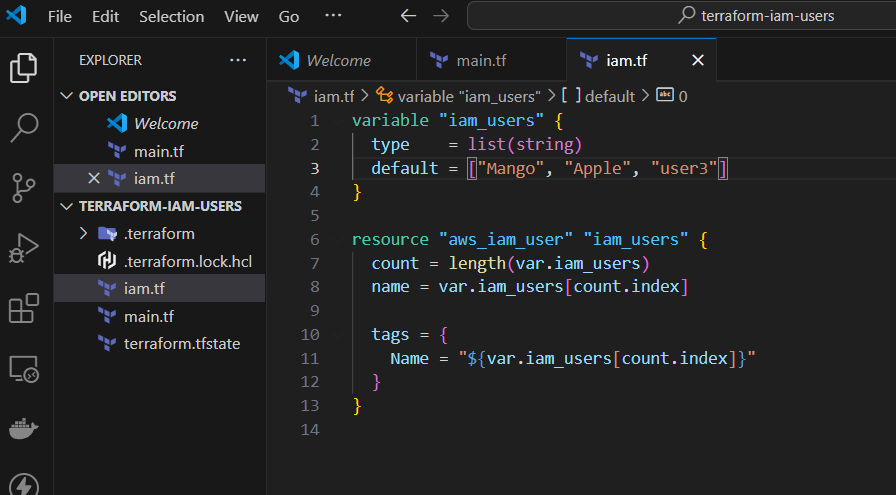 File Edit Selection View Go ··· ← → terraform-iam-users
EXPLORER ···
OPEN EDITORS
Welcome
main.tf
iam.tf
TERRAFORM-IAM-USERS
.terraform
.terraform.lock.hcl
iam.tf
main.tf
terraform.tfstate
Welcome main.tf iam.tf
iam.tf > variable "iam_users" > [ ] default > abc 0
1 variable "iam_users" {
2   type    = list(string)
3   default = ["Mango", "Apple", "user3"]
4 }
5
6 resource "aws_iam_user" "iam_users" {
7   count = length(var.iam_users)
8   name = var.iam_users[count.index]
9
10   tags = {
11     Name = "${var.iam_users[count.index]}"
12   }
13 }
14